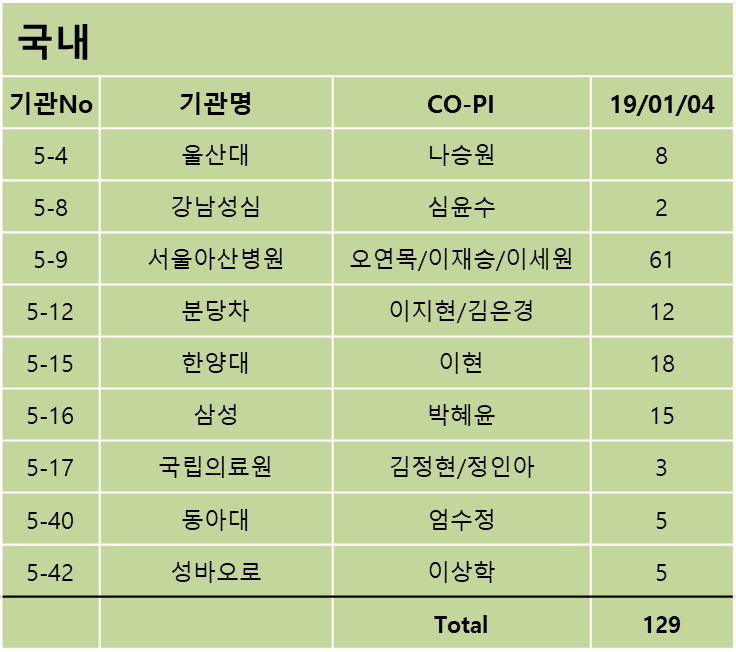 국내
기관No 기관명 CO-PI 19/01/04
5-4 울산대 나승원 8
5-8 강남성심 심윤수 2
5-9 서울아산병원 오연목/이재승/이세원 61
5-12 분당차 이지현/김은경 12
5-15 한양대 이현 18
5-16 삼성 박혜윤 15
5-17 국립의료원 김정현/정인아 3
5-40 동아대 엄수정 5
5-42 성바오로 이상학 5
Total 129